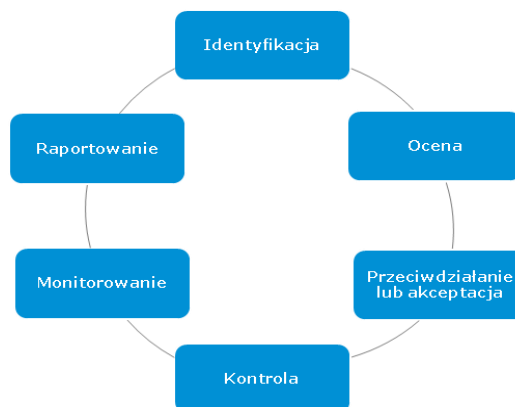 Identyfikacja
Ocena
Przeciwdziałanie
lub akceptacja
Kontrola
Monitorowanie
Raportowanie